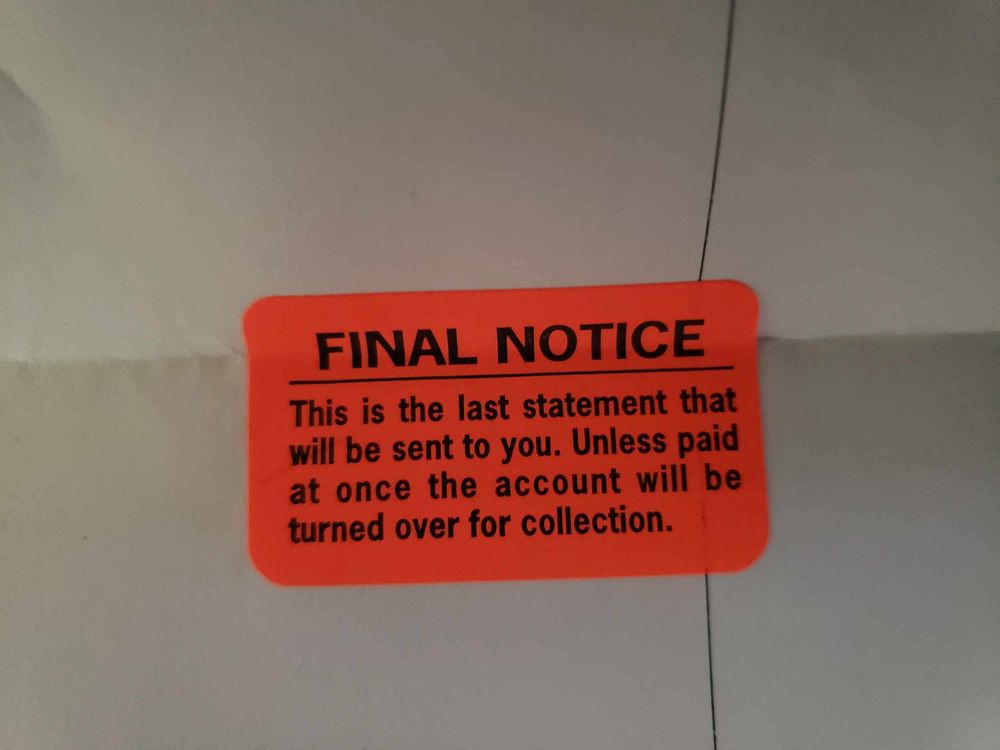 FINAL NOTICE
This is the last statement that
will be sent to you. Unless paid
at once the account will be
turned over for collection.